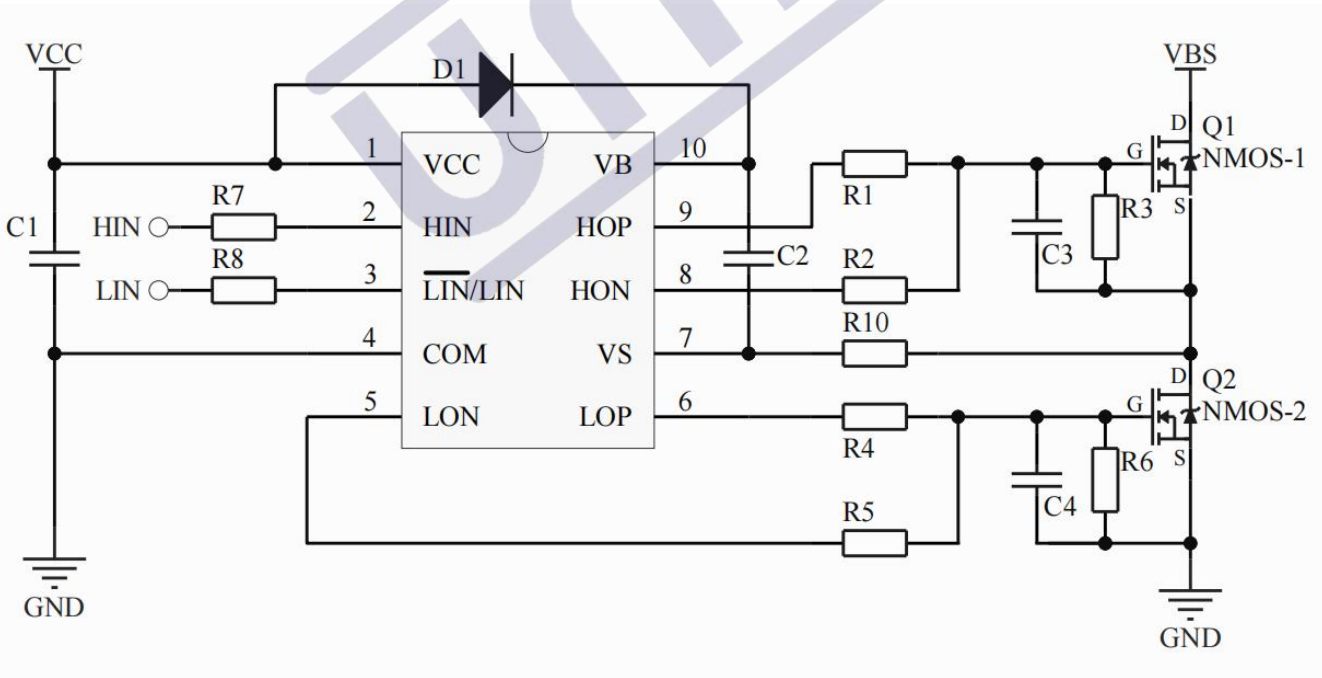 VCC
VBS
D1
D
Q1
1
VCC
VB
10
G
NMOS-1
R7
R1
S
R3
C1
HIN
2
HIN
HOP
9
R8
C2
R2
C3
LIN
3
LIN/LIN
HON
8
R10
4
COM
VS
7
D
Q2
5
LON
LOP
6
G
NMOS-2
R4
S
R6
R5
C4
GND
GND